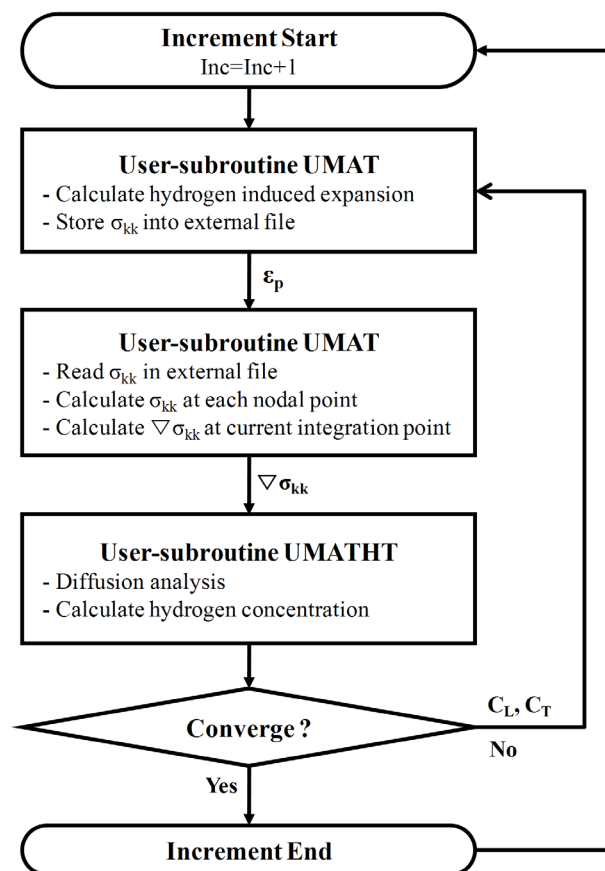 Increment Start
Inc=Inc+1
User-subroutine UMAT
- Calculate hydrogen induced expansion
- Store σkk into external file
εp
User-subroutine UMAT
- Read σkk in external file
- Calculate σkk at each nodal point
- Calculate ▽σkk at current integration point
▽σkk
User-subroutine UMATHT
- Diffusion analysis
- Calculate hydrogen concentration
Converge ?
CL, CT
No
Yes
Increment End